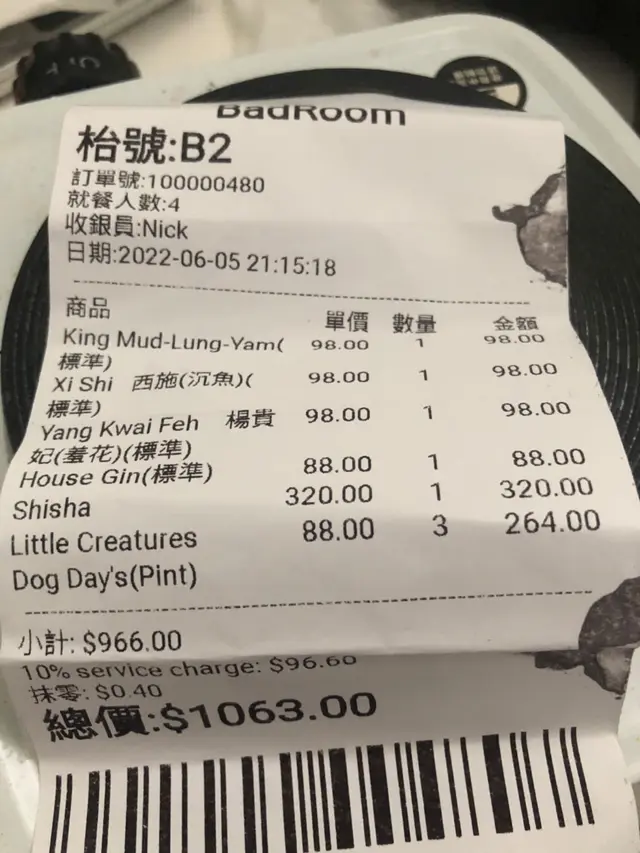 BadRoom
枱號:B2
訂單號:100000480
就餐人數:4
收銀員:Nick
日期:2022-06-05 21:15:18
商品 單價 數量 金額
King Mud-Lung-Yam( 98.00 1 98.00
標準)
Xi Shi 西施(沉魚)( 98.00 1 98.00
標準)
Yang Kwai Feh 楊貴 98.00 1 98.00
妃(羞花)(標準)
House Gin(標準) 88.00 1 88.00
Shisha 320.00 1 320.00
Little Creatures 88.00 3 264.00
Dog Day's(Pint)
小計: $966.00
10% service charge: $96.60
抹零: $0.40
總價:$1063.00